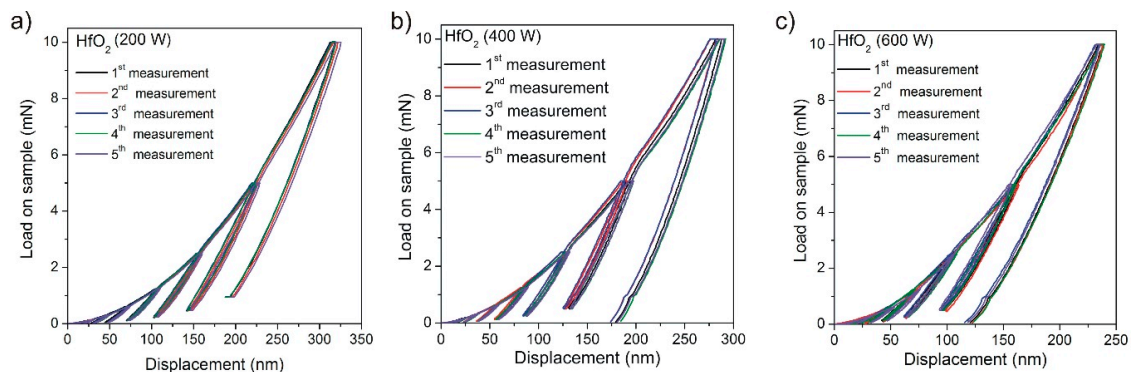 a)
HfO₂ (200 W)
1st measurement
2nd measurement
3rd measurement
4th measurement
5th measurement
Load on sample (mN)
10
8
6
4
2
0
0 50 100 150 200 250 300 350
Displacement (nm)
b)
HfO₂ (400 W)
1st measurement
2nd measurement
3rd measurement
4th measurement
5th measurement
Load on sample (mN)
10
8
6
4
2
0
0 50 100 150 200 250 300
Displacement (nm)
c)
HfO₂ (600 W)
1st measurement
2nd measurement
3rd measurement
4th measurement
5th measurement
Load on sample (mN)
10
8
6
4
2
0
0 50 100 150 200 250
Displacement (nm)